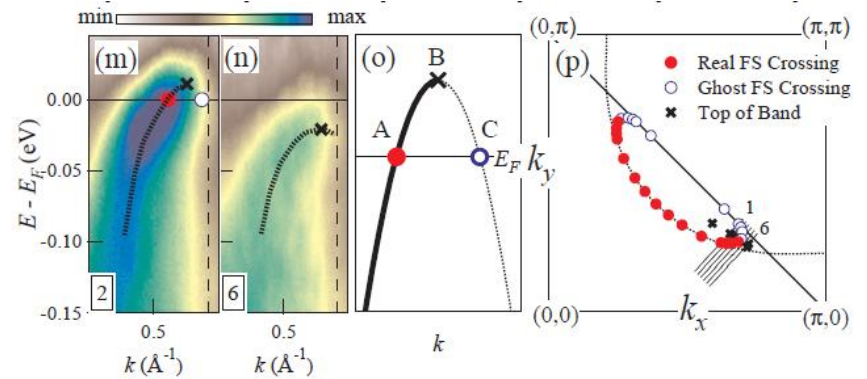 min max
(m)
(n)
(o)
(p)
B
A
C
E_F
E - E_F (eV)
0.00
-0.05
-0.10
-0.15
2
6
0.5
0.5
k (Å⁻¹)
k (Å⁻¹)
k
(0,π)
(π,π)
Real FS Crossing
Ghost FS Crossing
Top of Band
k_y
1
6
(0,0)
k_x
(π,0)